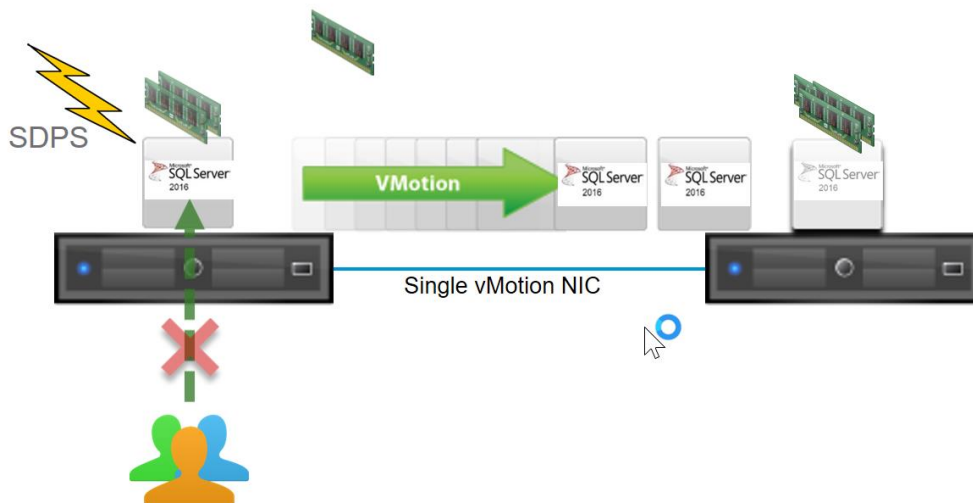 SDPS
Microsoft®
SQL Server
2016
VMotion
Microsoft®
SQL Server
2016
Microsoft®
SQL Server
2016
Microsoft®
SQL Server
2016
Single vMotion NIC